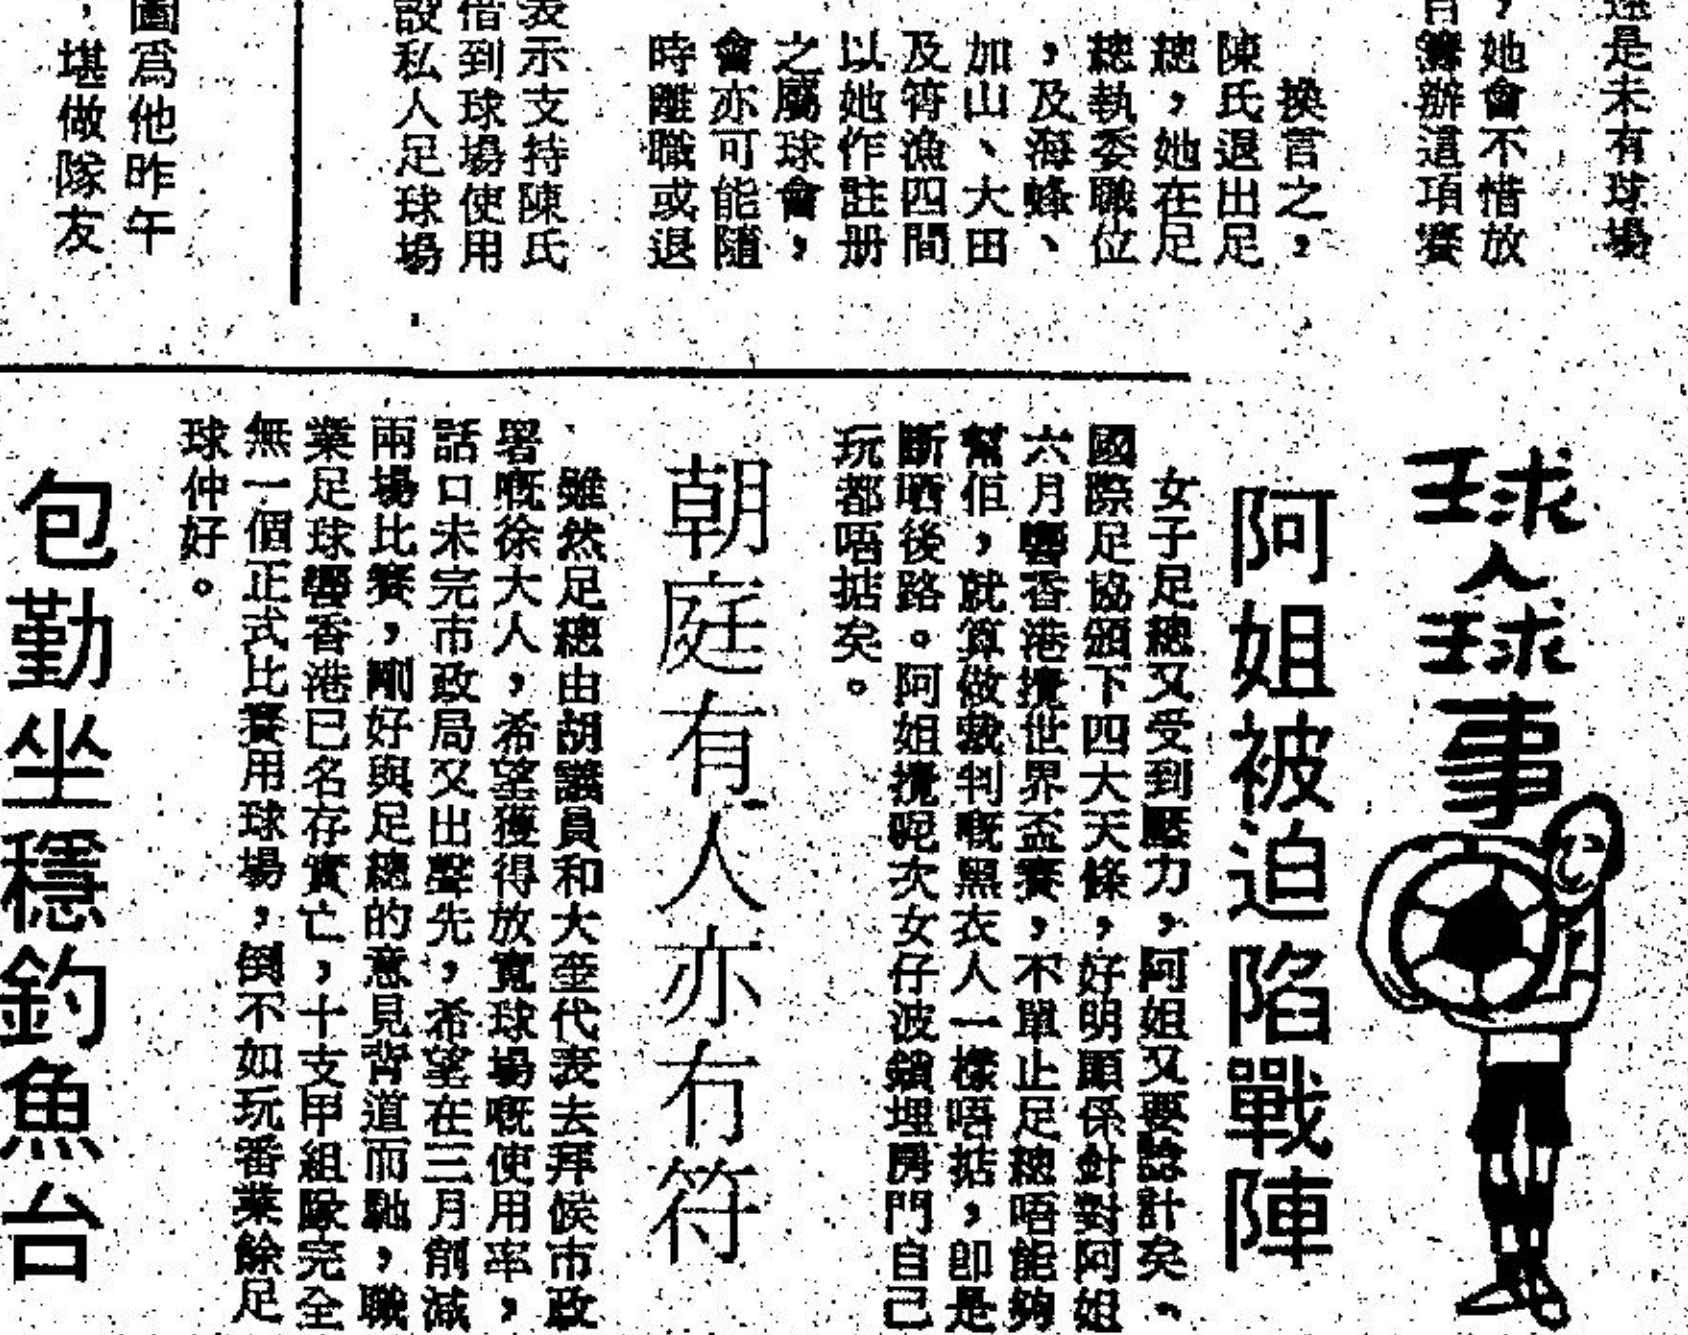 還是未有球場
，她會不惜放
自籌辦這項賽
換言之，
陳氏退出足
總，她在足
總執委職位
，及海蜂、
加山、大田
及筲漁四間
以她作註册
之屬球會，
會亦可能隨
時離職或退
表示支持陳氏
借到球場使用
設私人足球場
圖爲他昨午
，堪做隊友
球人球事
阿姐被迫陷戰陣
女子足總又受到壓力，阿姐又要諗計矣。
國際足協頒下四大天條，好明顯係針對阿姐
六月響香港攪世界盃賽，不單止足總唔能夠
幫佢，就算做裁判嘅黑衣人一樣唔掂，即是
斷晒後路。阿姐攪呢次女仔波鎖埋房門自己
玩都唔掂矣。
朝庭有人亦冇符
雖然足總由胡議員和大奎代表去拜候市政
署嘅徐大人，希望獲得放寬球場嘅使用率，
話口未完市政局又出聲先，希望在三月削減
兩場比賽，剛好與足總的意見背道而馳，職
業足球響香港已名存實亡，十支甲組隊完全
無一個正式比賽用球場，倒不如玩番業餘足
球仲好。
包勤坐穩釣魚台